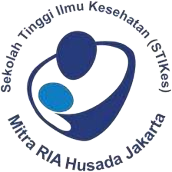 Sekolah Tinggi Ilmu Kesehatan (STIKes)
Mitra RIA Husada Jakarta